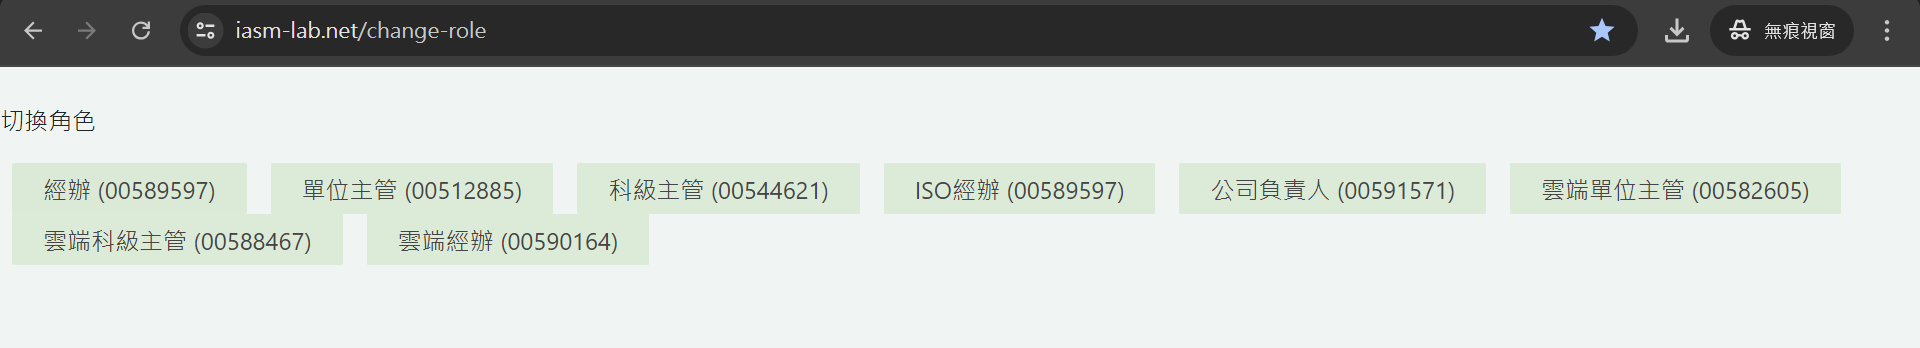 iasm-lab.net/change-role
無痕視窗
切換角色
經辦 (00589597) 單位主管 (00512885) 科級主管 (00544621) ISO經辦 (00589597) 公司負責人 (00591571) 雲端單位主管 (00582605)
雲端科級主管 (00588467) 雲端經辦 (00590164)